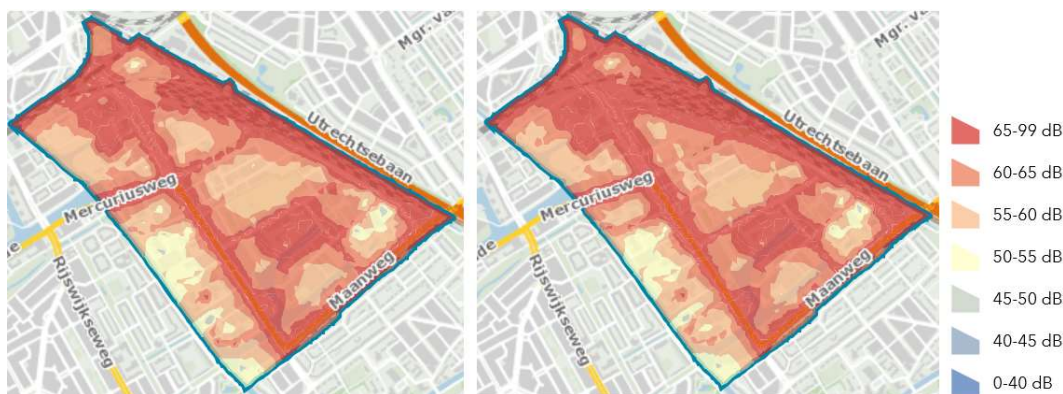 Mgr. va
Utrechtsebaan
Mercuriusweg
de
Rijswijkseweg
Maanweg
Mgr. va
Utrechtsebaan
Mercuriusweg
de
Rijswijkseweg
Maanweg
65-99 dB
60-65 dB
55-60 dB
50-55 dB
45-50 dB
40-45 dB
0-40 dB